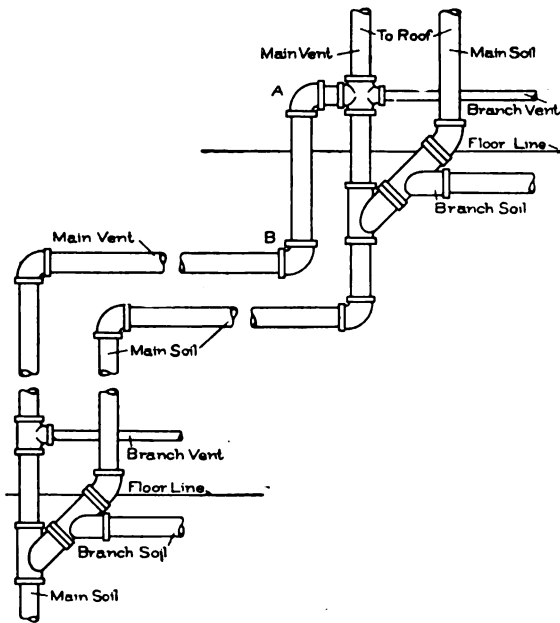 To Roof
Main Vent
Main Soil
A
Branch Vent
Floor Line
Branch Soil
B
Main Vent
Main Soil
Branch Vent
Floor Line
Branch Soil
Main Soil